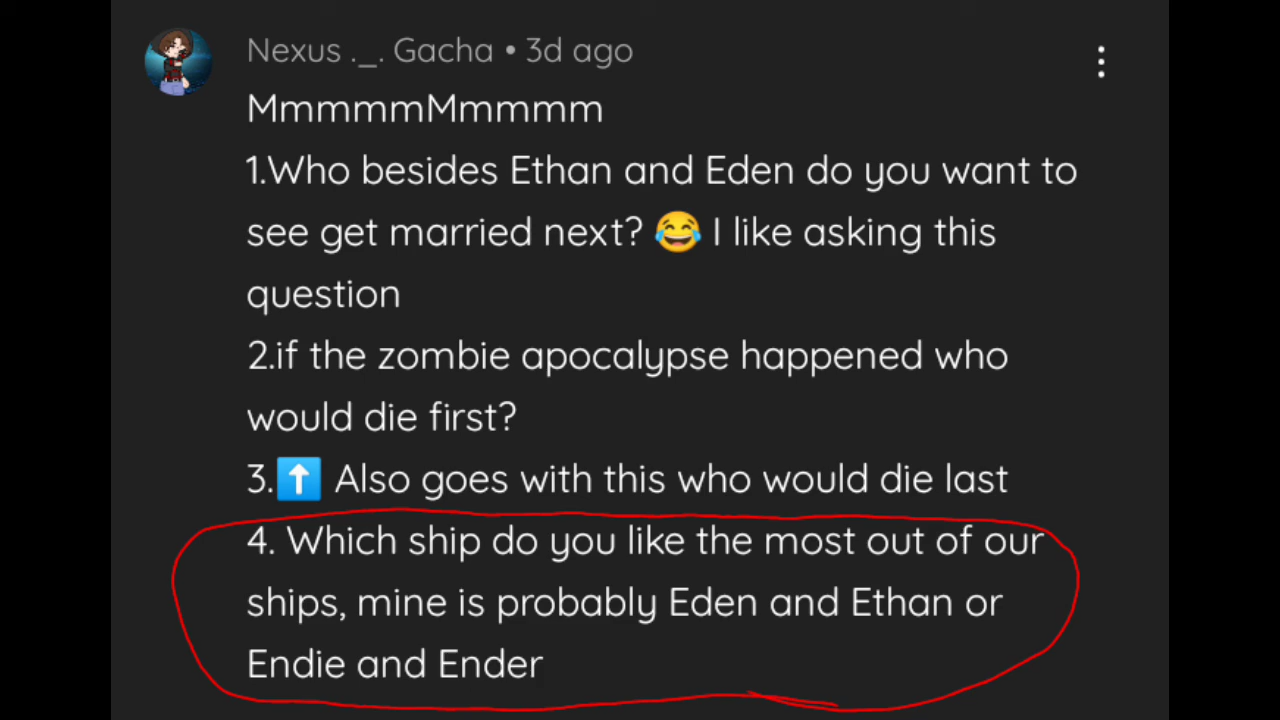 Nexus ._. Gacha • 3d ago
MmmmmMmmmm
1.Who besides Ethan and Eden do you want to
see get married next? 😂 I like asking this
question
2.if the zombie apocalypse happened who
would die first?
3.⬆️ Also goes with this who would die last
4. Which ship do you like the most out of our
ships, mine is probably Eden and Ethan or
Endie and Ender